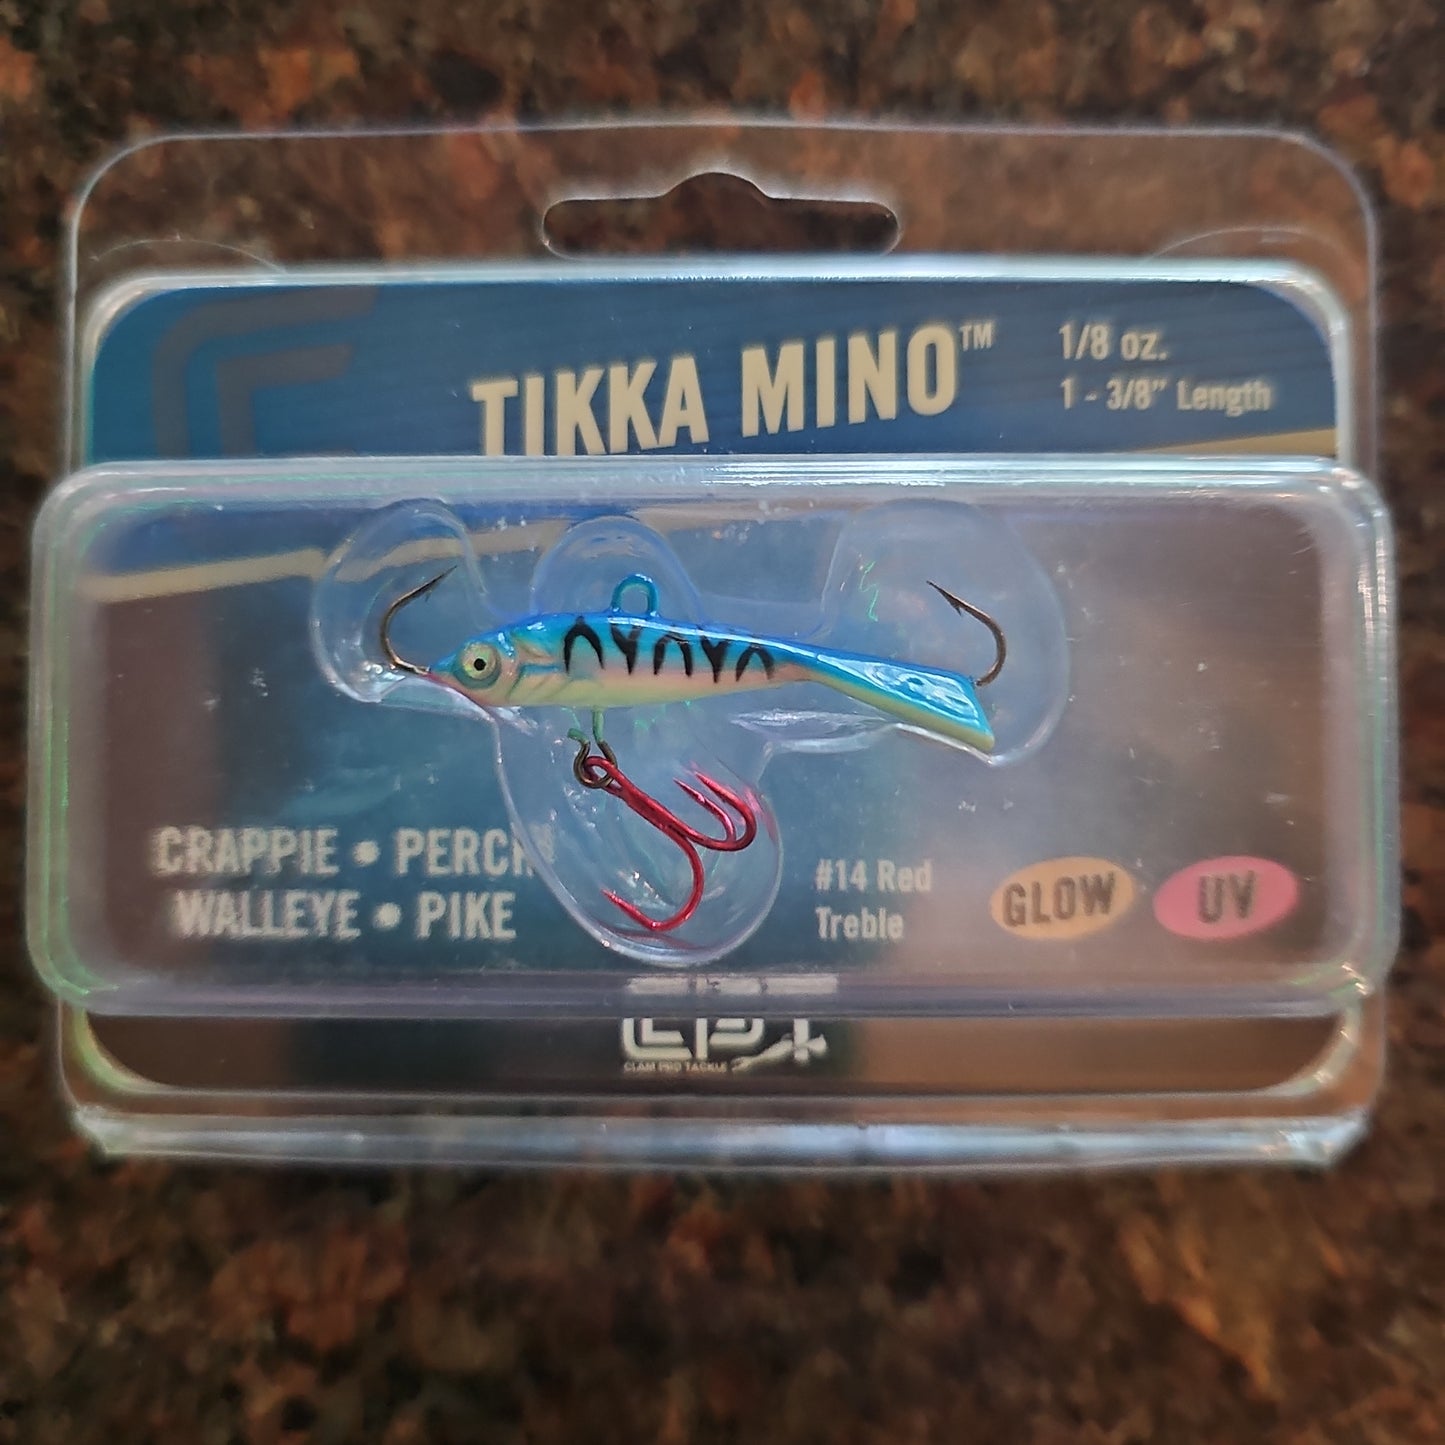 TIKKA MINO™
1/8 oz.
1 - 3/8" Length
CRAPPIE • PERCH
WALLEYE • PIKE
#14 Red
Treble
GLOW
UV
CPT
CLAM PRO TACKLE